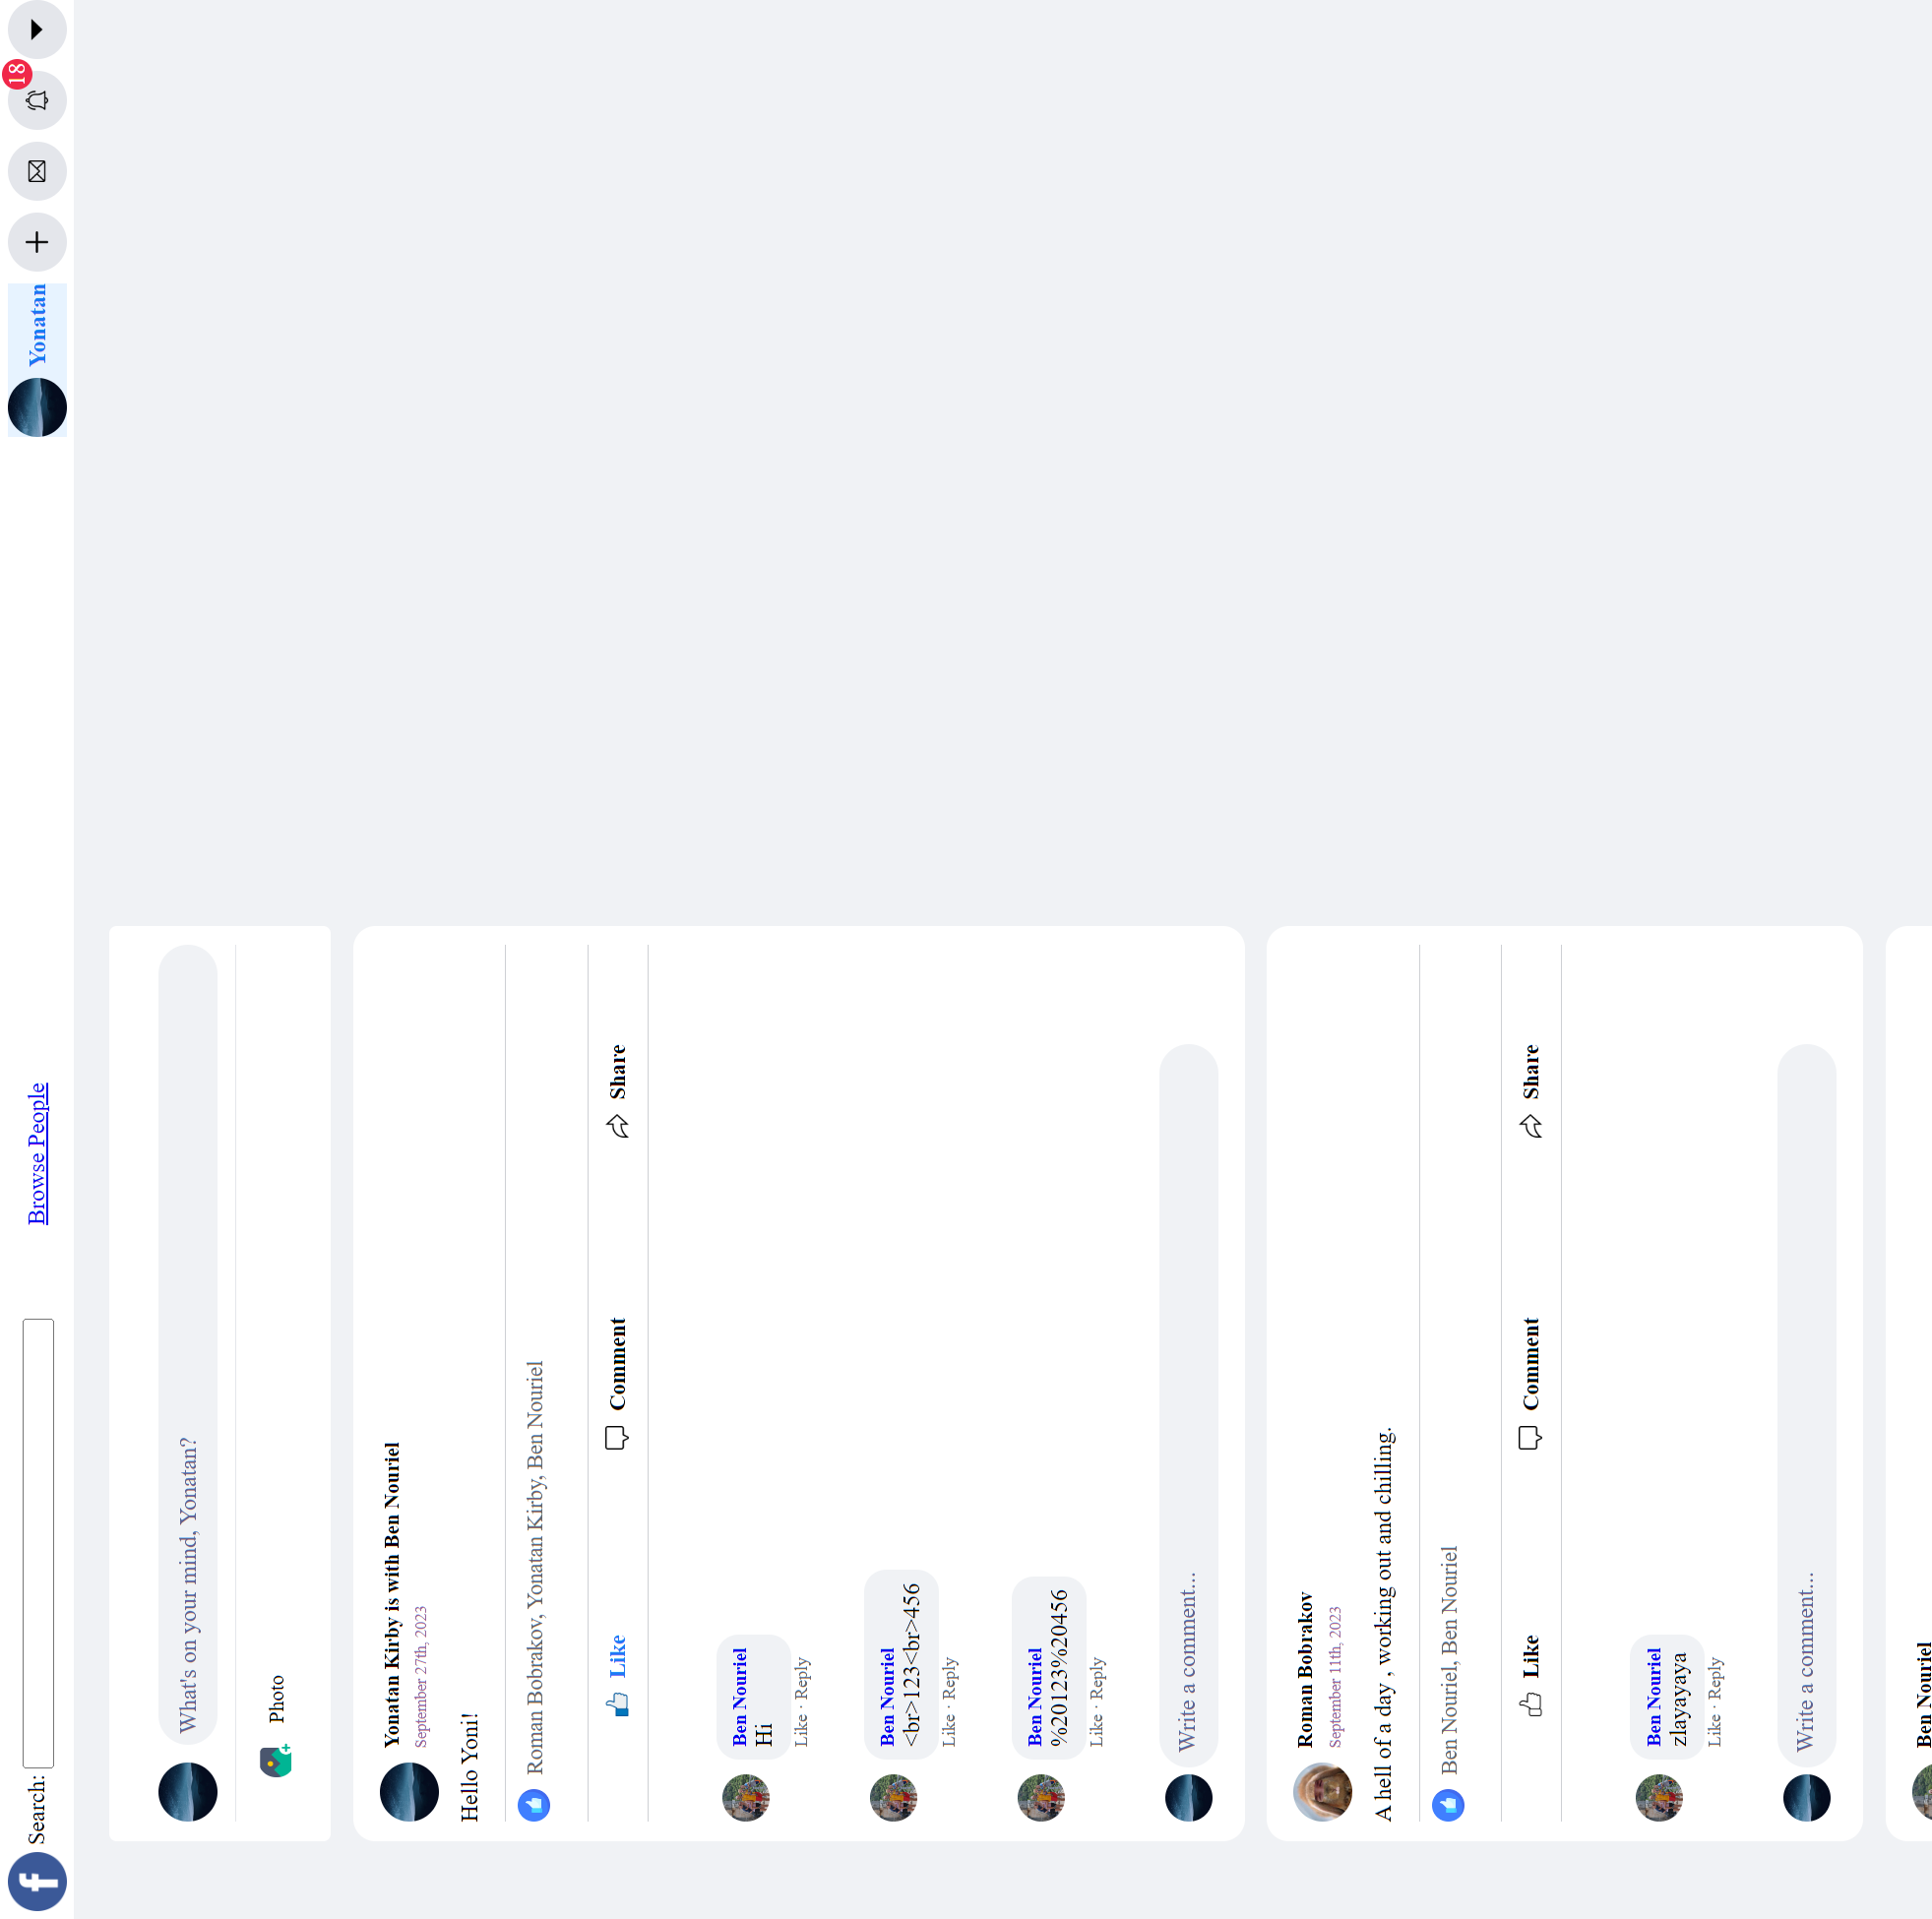 Search:
Browse People
Yonatan
18
What's on your mind, Yonatan?
Photo
Yonatan Kirby is with Ben Nouriel
September 27th, 2023
Hello Yoni!
Roman Bobrakov, Yonatan Kirby, Ben Nouriel
Like Comment Share
Ben Nouriel
Hi
Like · Reply
Ben Nouriel
<br>123<br>456
Like · Reply
Ben Nouriel
%20123%20456
Like · Reply
Write a comment...
Roman Bobrakov
September 11th, 2023
A hell of a day , working out and chilling.
Ben Nouriel, Ben Nouriel
Like Comment Share
Ben Nouriel
zlayayaya
Like · Reply
Write a comment...
Ben Nouriel